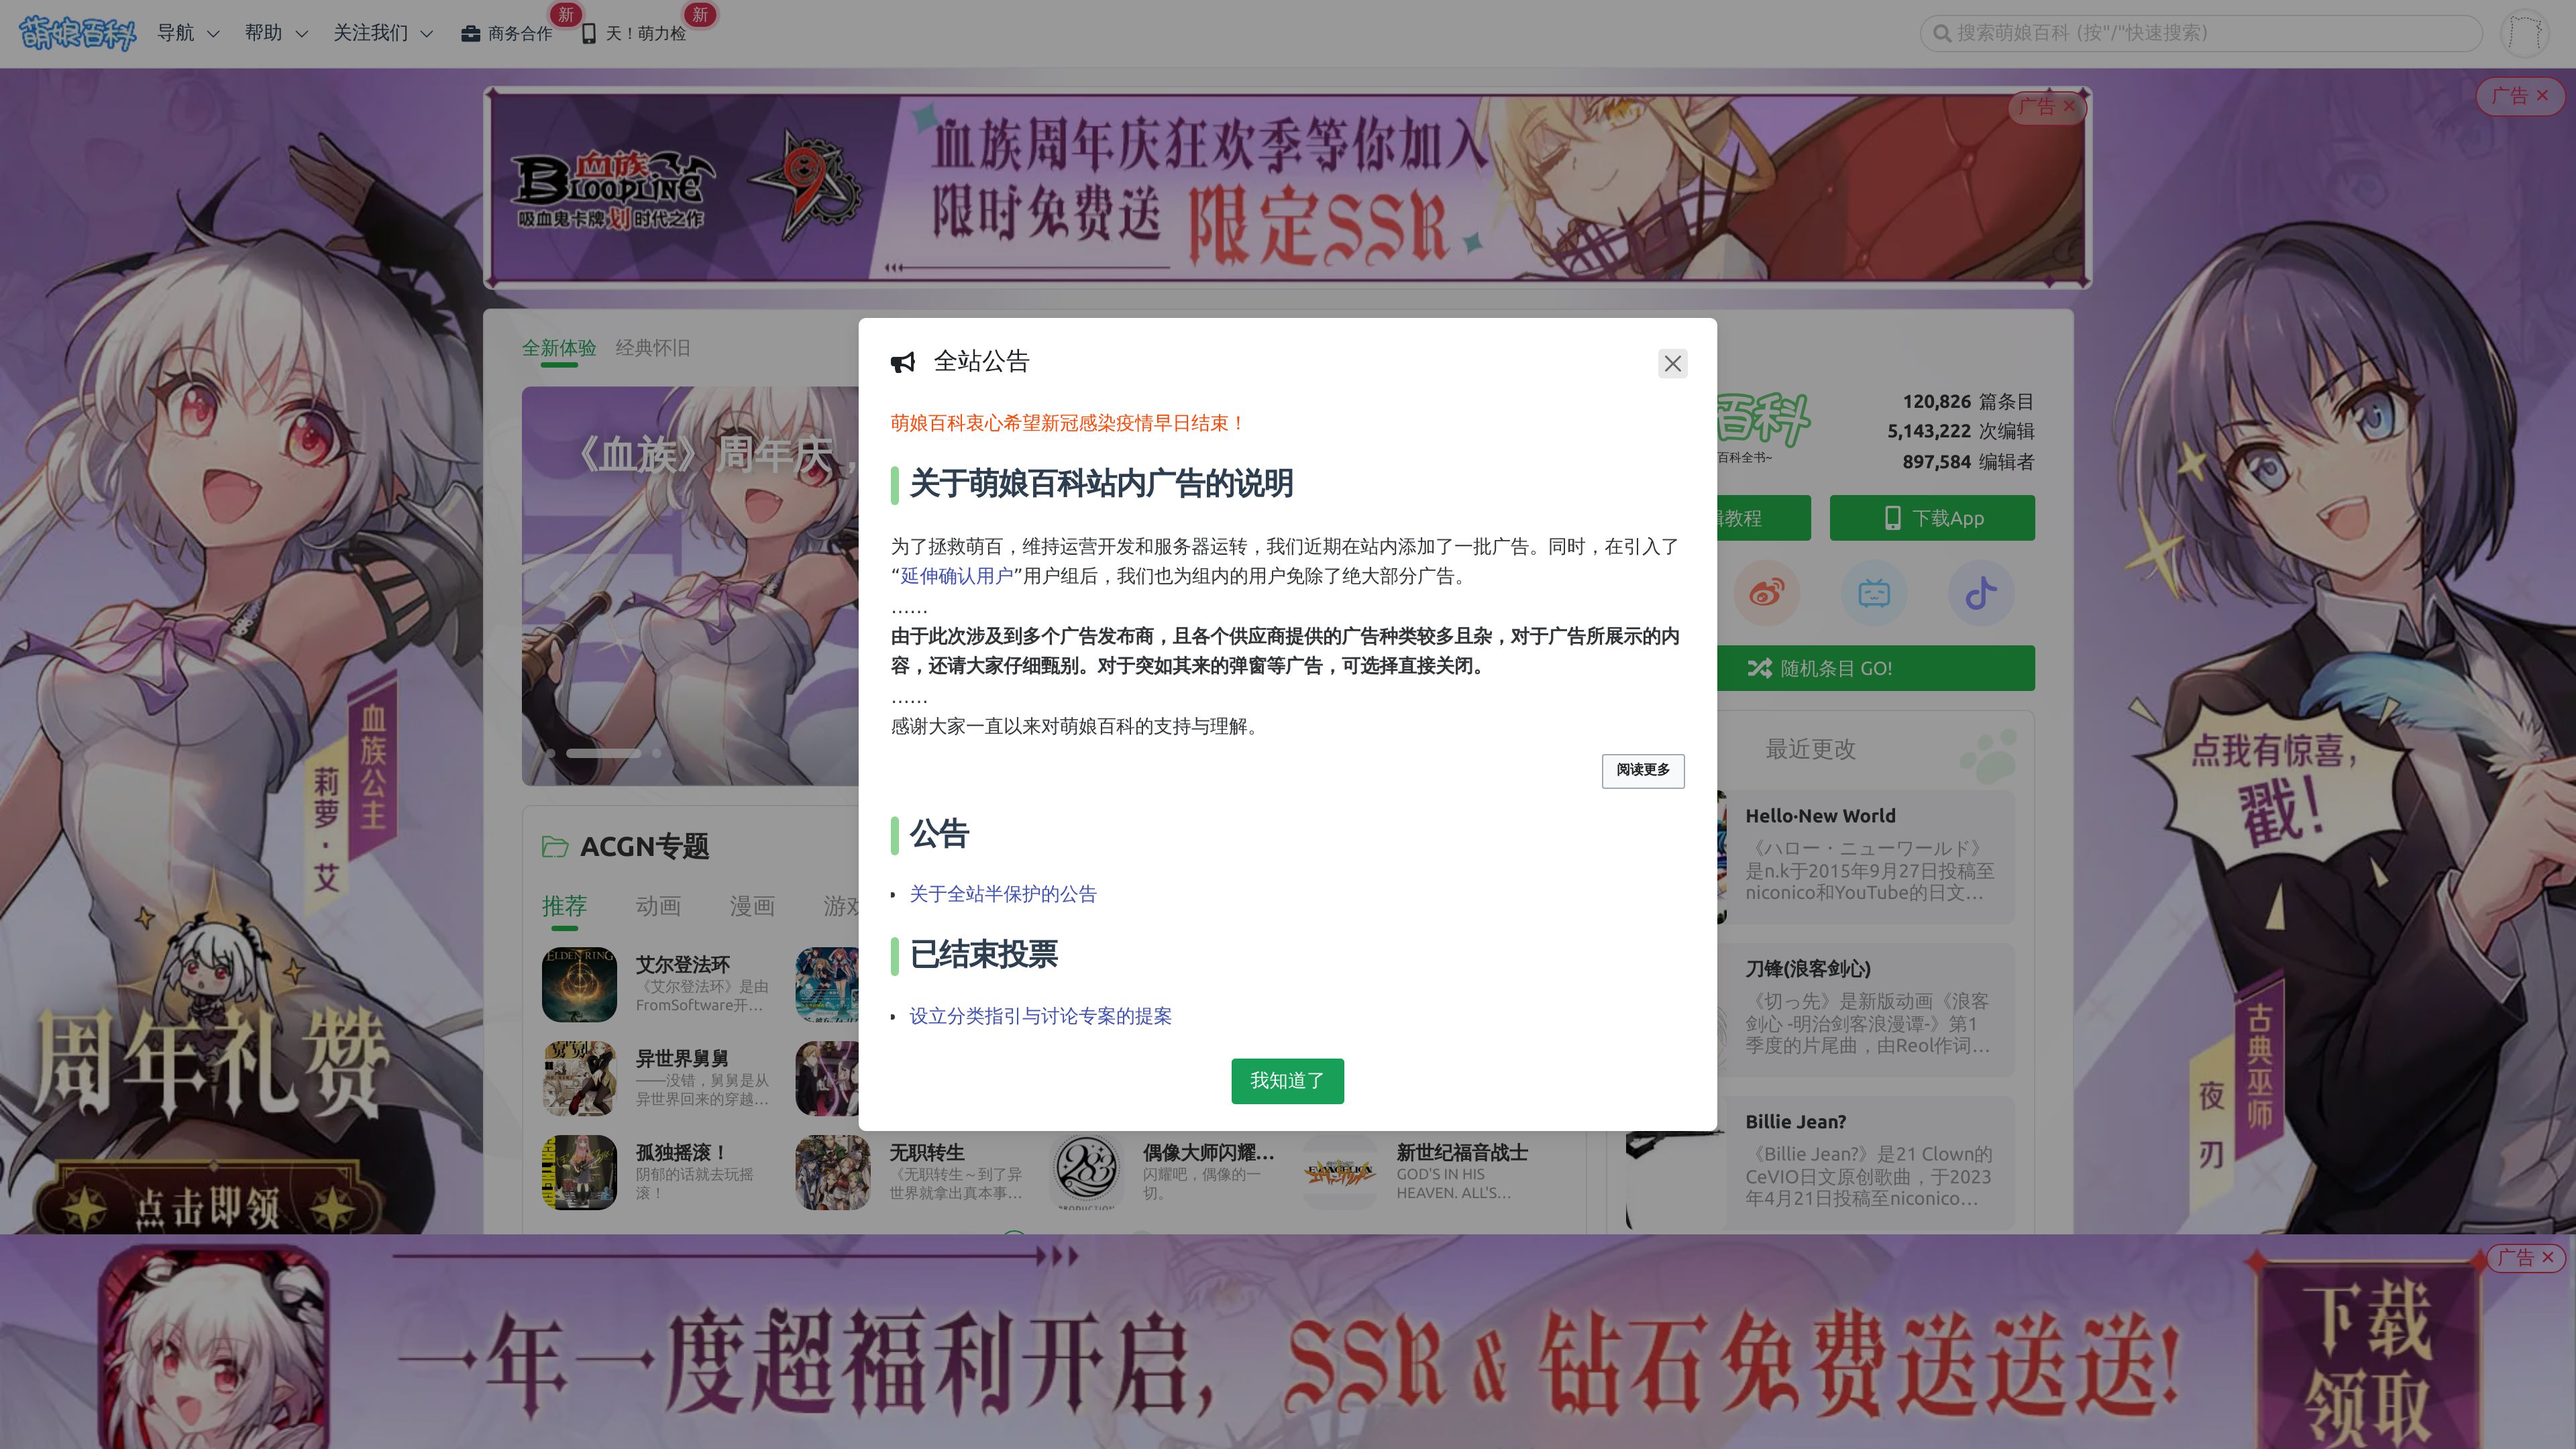 萌娘百科 导航 帮助 关注我们 商务合作 新 天！萌力检 新 搜索萌娘百科 (按"/"快速搜索)
广告 ×
血族 BLOODLINE
吸血鬼卡牌划时代之作
9
血族周年庆狂欢季等你加入
限时免费送 限定SSR
广告 ×
全新体验 经典怀旧
《血族》周年庆，
全站公告
萌娘百科衷心希望新冠感染疫情早日结束！
关于萌娘百科站内广告的说明
为了拯救萌百，维持运营开发和服务器运转，我们近期在站内添加了一批广告。同时，在引入了
“延伸确认用户”用户组后，我们也为组内的用户免除了绝大部分广告。
……
由于此次涉及到多个广告发布商，且各个供应商提供的广告种类较多且杂，对于广告所展示的内
容，还请大家仔细甄别。对于突如其来的弹窗等广告，可选择直接关闭。
……
感谢大家一直以来对萌娘百科的支持与理解。
阅读更多
公告
关于全站半保护的公告
已结束投票
设立分类指引与讨论专案的提案
我知道了
百科
百科全书~
120,826 篇条目
5,143,222 次编辑
897,584 编辑者
辑教程
下载App
随机条目 GO!
最近更改
Hello·New World
《ハロー・ニューワールド》
是n.k于2015年9月27日投稿至
niconico和YouTube的日文…
刀锋(浪客剑心)
《切っ先》是新版动画《浪客
剑心 -明治剑客浪漫谭-》第1
季度的片尾曲，由Reol作词…
Billie Jean?
《Billie Jean?》是21 Clown的
CeVIO日文原创歌曲，于2023
年4月21日投稿至niconico…
ACGN专题
推荐 动画 漫画 游戏
ELDEN RING
艾尔登法环
《艾尔登法环》是由
FromSoftware开…
异世界舅舅
——没错，舅舅是从
异世界回来的穿越…
孤独摇滚！
阴郁的话就去玩摇
滚！
无职转生
《无职转生～到了异
世界就拿出真本事…
283
PRODUCTION
偶像大师闪耀…
闪耀吧，偶像的一
切。
EVANGELION
新世纪福音战士
GOD'S IN HIS
HEAVEN. ALL'S…
血族公主
莉萝·艾
周年礼赞
点击即领
点我有惊喜，
戳！
古典巫师
夜刃
一年一度超福利开启，SSR & 钻石免费送送送！
下载
领取
广告 ×